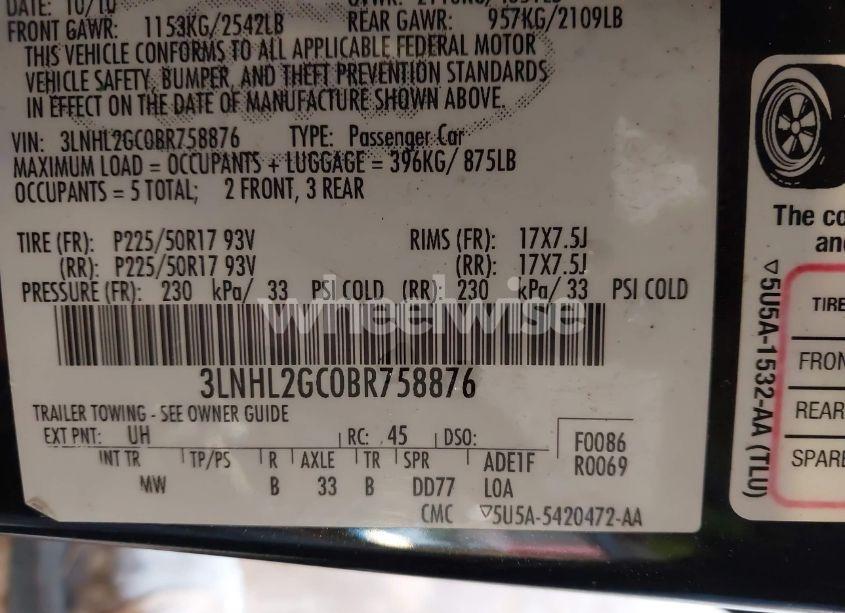 DATE: 10/10
FRONT GAWR: 1153KG/2542LB REAR GAWR: 957KG/2109LB
THIS VEHICLE CONFORMS TO ALL APPLICABLE FEDERAL MOTOR
VEHICLE SAFETY, BUMPER, AND THEFT PREVENTION STANDARDS
IN EFFECT ON THE DATE OF MANUFACTURE SHOWN ABOVE.
VIN: 3LNHL2GC0BR758876 TYPE: Passenger Car
MAXIMUM LOAD = OCCUPANTS + LUGGAGE = 396KG/ 875LB
OCCUPANTS = 5 TOTAL; 2 FRONT, 3 REAR
TIRE (FR): P225/50R17 93V RIMS (FR): 17X7.5J
(RR): P225/50R17 93V (RR): 17X7.5J
PRESSURE (FR): 230 kPa/ 33 PSI COLD (RR): 230 kPa/ 33 PSI COLD
wheelwise
3LNHL2GC0BR758876
TRAILER TOWING - SEE OWNER GUIDE
EXT PNT: UH RC: 45 DSO: F0086
INT TR TP/PS R AXLE TR SPR ADE1F R0069
MW B 33 B DD77 LOA
CMC ▽5U5A-5420472-AA
The co
and
▽5U5A-1532-AA (TLU)
TIRE
FRON
REAR
SPARE